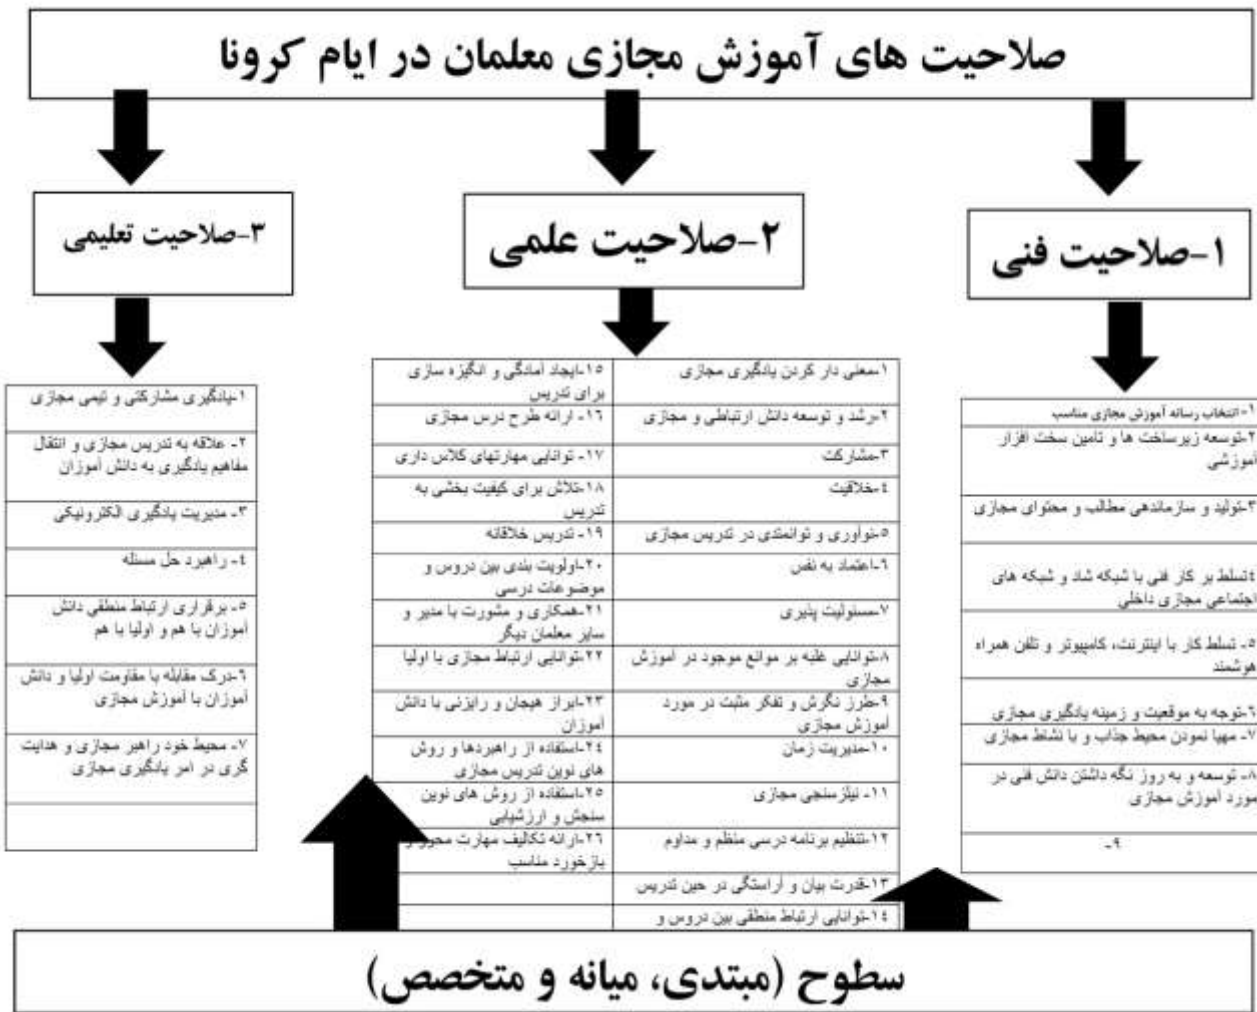 صلاحیت های آموزش مجازی معلمان در ایام کرونا
۱-صلاحیت فنی
۲-صلاحیت علمی
۳-صلاحیت تعلیمی
۱-انتخاب رسانه آموزش مجازی مناسب
۲-توسعه زیرساخت ها و تامین سخت افزار
آموزشی
۳-تولید و سازماندهی مطالب و محتوای مجازی
٤تسلط بر کار فنی با شبکه شاد و شبکه های
اجتماعی مجازی داخلی
۵- تسلط کار با اینترنت، کامپیوتر و تلفن همراه
هوشمند
۶-توجه به موقعیت و زمینه یادگیری مجازی
۷- مهیا نمودن محیط جذاب و با نشاط مجازی
۸- توسعه و به روز نگه داشتن دانش فنی در
مورد آموزش مجازی
۹-
۱-معنی دار کردن یادگیری مجازی
۲-رشد و توسعه دانش ارتباطی و مجازی
۳-مشارکت
٤-خلاقیت
۵-نوآوری و توانمندی در تدریس مجازی
۶-اعتماد به نفس
۷-مسئولیت پذیری
۸-توانایی غلبه بر موانع موجود در آموزش
مجازی
۹-طرز نگرش و تفکر مثبت در مورد
آموزش مجازی
۱۰-مدیریت زمان
۱۱- نیازسنجی مجازی
۱۲-تنظیم برنامه درسی منظم و مداوم
۱۳-قدرت بیان و آراستگی در حین تدریس
۱٤-توانایی ارتباط منطقی بین دروس و
۱۵-ایجاد آمادگی و انگیزه سازی
برای تدریس
۱۶- ارائه طرح درس مجازی
۱۷- توانایی مهارتهای کلاس داری
۱۸-تلاش برای کیفیت بخشی به
تدریس
۱۹- تدریس خلاقانه
۲۰-اولویت بندی بین دروس و
موضوعات درسی
۲۱-همکاری و مشورت با مدیر و
سایر معلمان دیگر
۲۲-توانایی ارتباط مجازی با اولیا
۲۳-ابراز هیجان و رایزنی با دانش
آموزان
۲٤-استفاده از راهبردها و روش
های نوین تدریس مجازی
۲۵-استفاده از روش های نوین
سنجش و ارزشیابی
۲۶-ارائه تکالیف مهارت
بازخورد مناسب
۱-یادگیری مشارکتی و تیمی مجازی
۲- علاقه به تدریس مجازی و انتقال
مفاهیم یادگیری به دانش آموزان
۳- مدیریت یادگیری الکترونیکی
٤- راهبرد حل مسئله
۵- برقراری ارتباط منطقی دانش
آموزان با هم و اولیا با هم
۶-درک مقابله با مقاومت اولیا و دانش
آموزان با آموزش مجازی
۷- محیط خود راهبر مجازی و هدایت
گری در امر یادگیری مجازی
سطوح (مبتدی، میانه و متخصص)